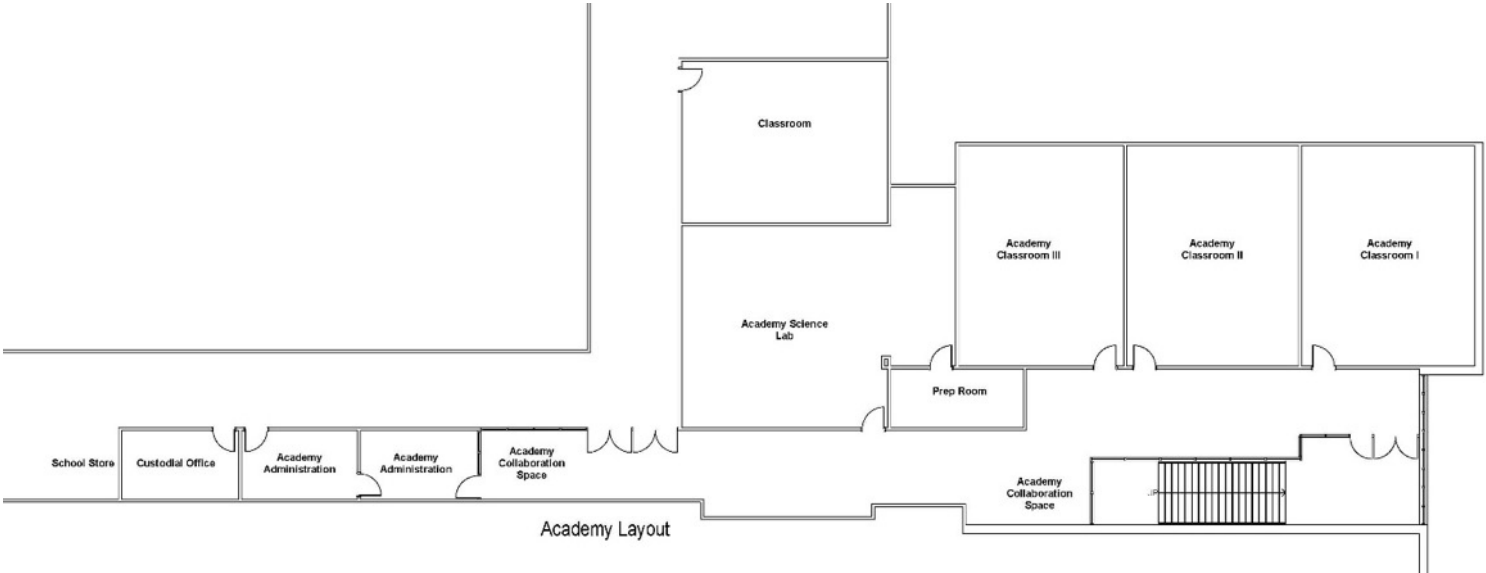 Classroom
Academy
Classroom III
Academy
Classroom II
Academy
Classroom I
Academy Science
Lab
Prep Room
School Store
Custodial Office
Academy
Administration
Academy
Administration
Academy
Collaboration
Space
Academy
Collaboration
Space
Academy Layout